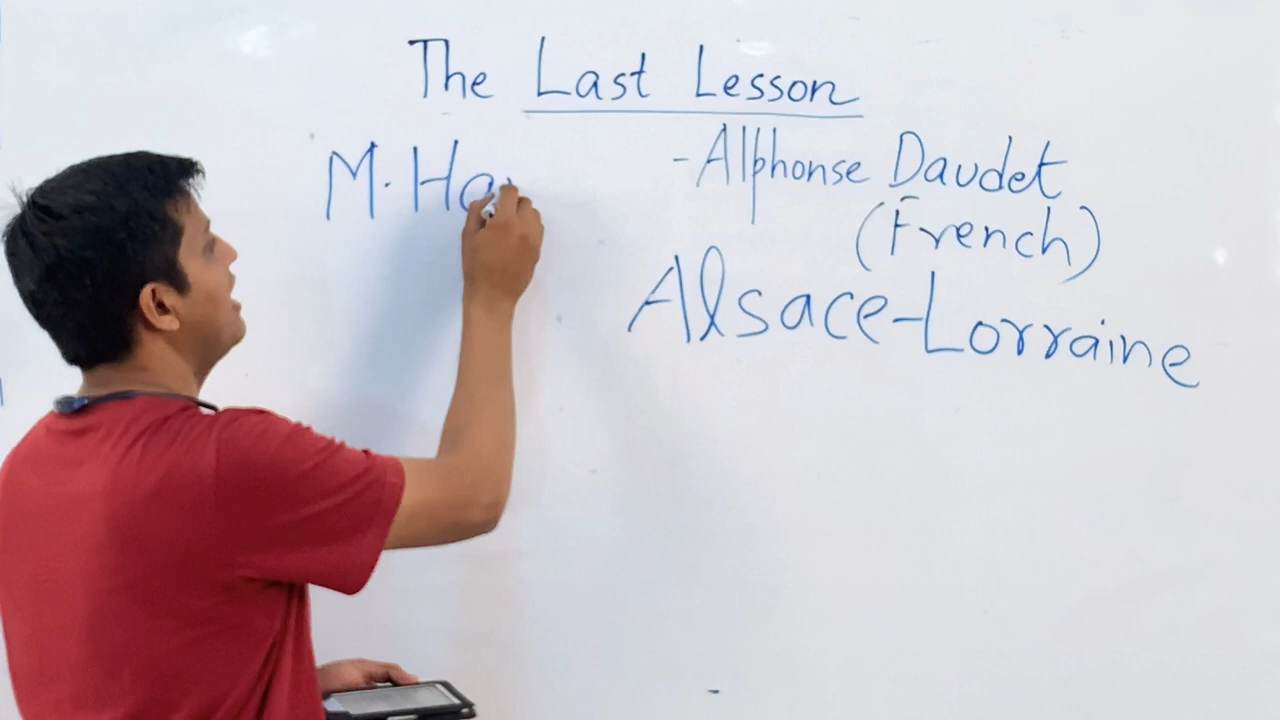 The Last Lesson
- Alphonse Daudet
(French)
M. Ha
Alsace-Lorraine